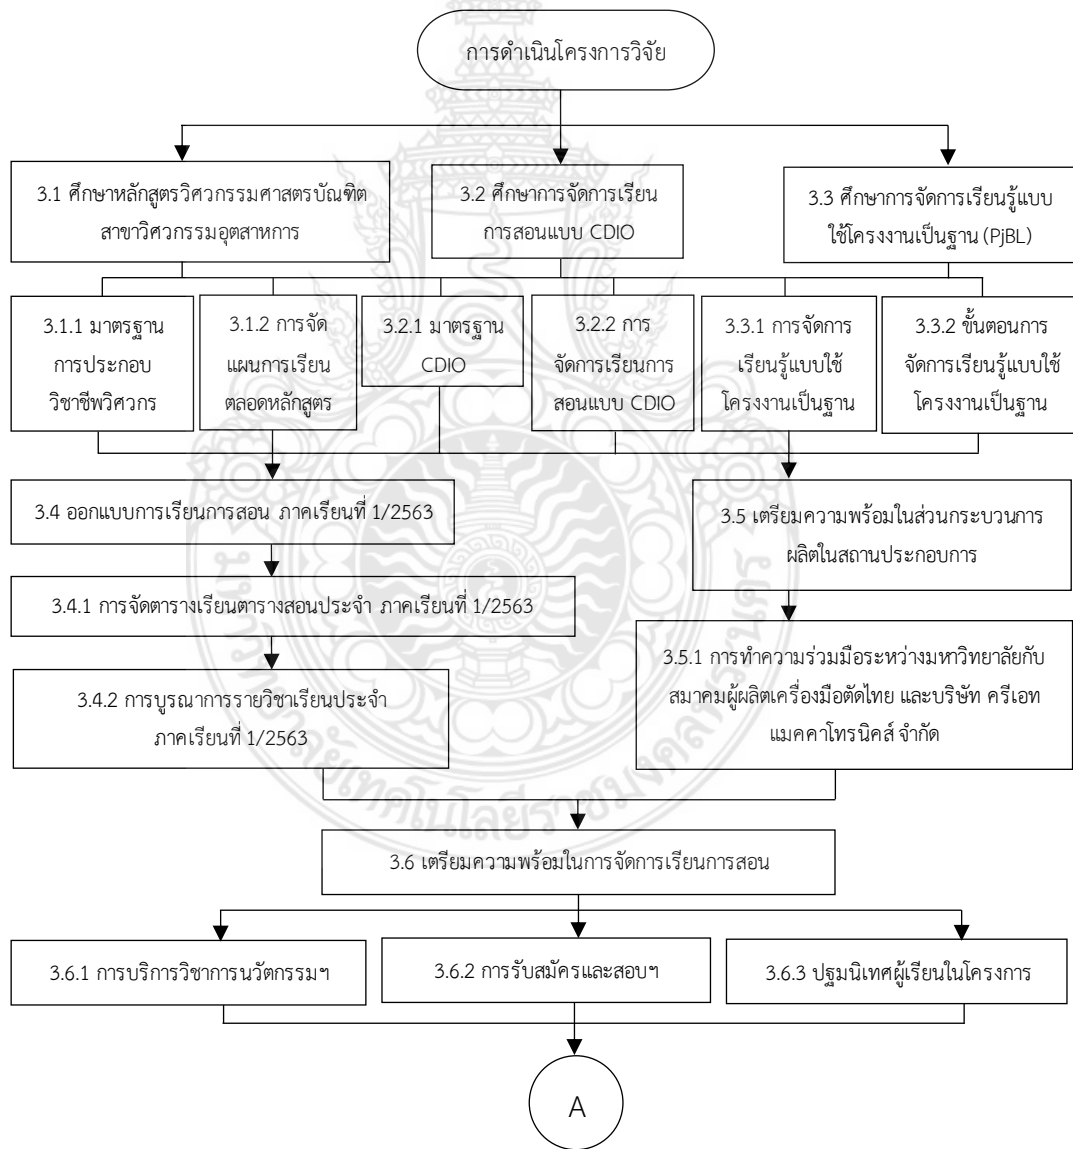 การดำเนินโครงการวิจัย
3.1 ศึกษาหลักสูตรวิศวกรรมศาสตรบัณฑิต
สาขาวิศวกรรมอุตสาหการ
3.2 ศึกษาการจัดการเรียน
การสอนแบบ CDIO
3.3 ศึกษาการจัดการเรียนรู้แบบ
ใช้โครงงานเป็นฐาน (PjBL)
3.1.1 มาตรฐาน
การประกอบ
วิชาชีพวิศวกร
3.1.2 การจัด
แผนการเรียน
ตลอดหลักสูตร
3.2.1 มาตรฐาน
CDIO
3.2.2 การ
จัดการเรียนการ
สอนแบบ CDIO
3.3.1 การจัดการ
เรียนรู้แบบใช้
โครงงานเป็นฐาน
3.3.2 ขั้นตอนการ
จัดการเรียนรู้แบบใช้
โครงงานเป็นฐาน
3.4 ออกแบบการเรียนการสอน ภาคเรียนที่ 1/2563
3.5 เตรียมความพร้อมในส่วนกระบวนการ
ผลิตในสถานประกอบการ
3.4.1 การจัดตารางเรียนตารางสอนประจำ ภาคเรียนที่ 1/2563
3.5.1 การทำความร่วมมือระหว่างมหาวิทยาลัยกับ
สมาคมผู้ผลิตเครื่องมือตัดไทย และบริษัท ครีเอท
แมคคาโทรนิคส์ จำกัด
3.4.2 การบูรณาการรายวิชาเรียนประจำ
ภาคเรียนที่ 1/2563
มหาวิทยาลัยเทคโนโลยีราชมงคลพระนคร
3.6 เตรียมความพร้อมในการจัดการเรียนการสอน
3.6.1 การบริการวิชาการนวัตกรรมฯ
3.6.2 การรับสมัครและสอบฯ
3.6.3 ปฐมนิเทศผู้เรียนในโครงการ
A